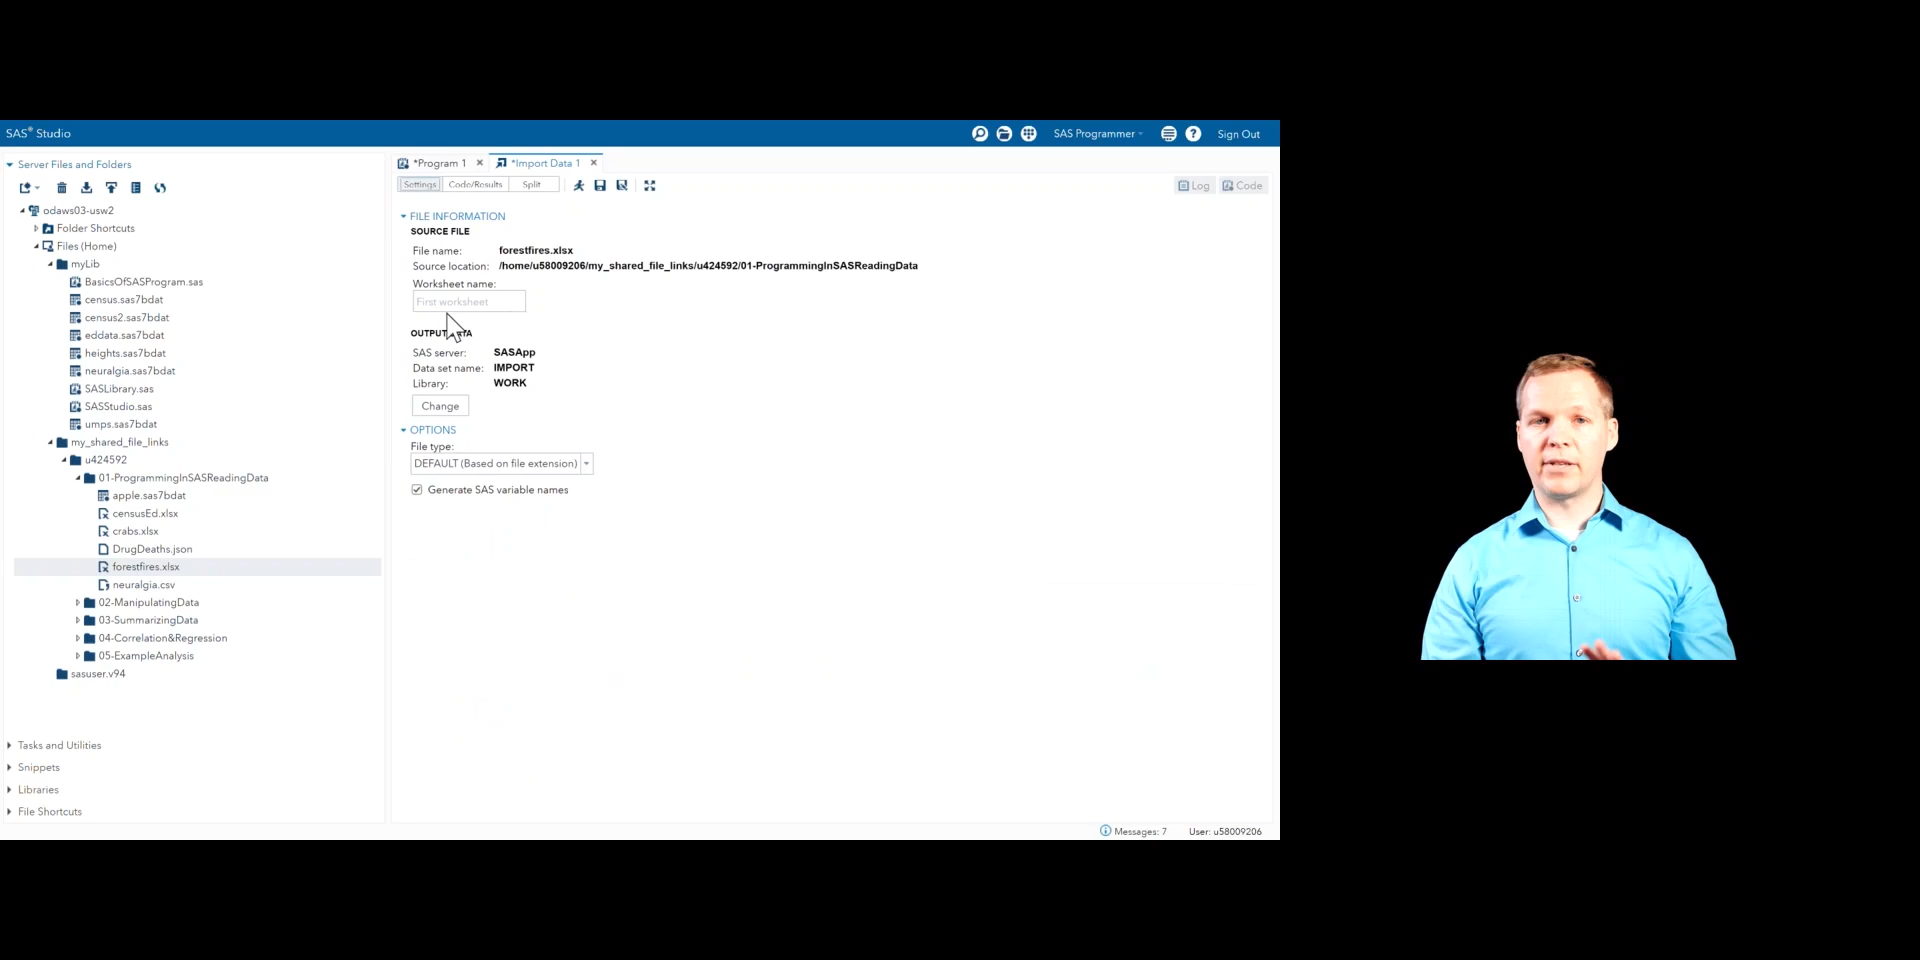 SAS® Studio
SAS Programmer
Sign Out
Server Files and Folders
odaws03-usw2
Folder Shortcuts
Files (Home)
myLib
BasicsOfSASProgram.sas
census.sas7bdat
census2.sas7bdat
eddata.sas7bdat
heights.sas7bdat
neuralgia.sas7bdat
SASLibrary.sas
SASStudio.sas
umps.sas7bdat
my_shared_file_links
u424592
01-ProgrammingInSASReadingData
apple.sas7bdat
censusEd.xlsx
crabs.xlsx
DrugDeaths.json
forestfires.xlsx
neuralgia.csv
02-ManipulatingData
03-SummarizingData
04-Correlation&Regression
05-ExampleAnalysis
sasuser.v94
Tasks and Utilities
Snippets
Libraries
File Shortcuts
*Program 1
*Import Data 1
Settings
Code/Results
Split
Log
Code
FILE INFORMATION
SOURCE FILE
File name: forestfires.xlsx
Source location: /home/u58009206/my_shared_file_links/u424592/01-ProgrammingInSASReadingData
Worksheet name:
First worksheet
OUTPUT
SAS server: SASApp
Data set name: IMPORT
Library: WORK
Change
OPTIONS
File type:
DEFAULT (Based on file extension)
Generate SAS variable names
Messages: 7
User: u58009206